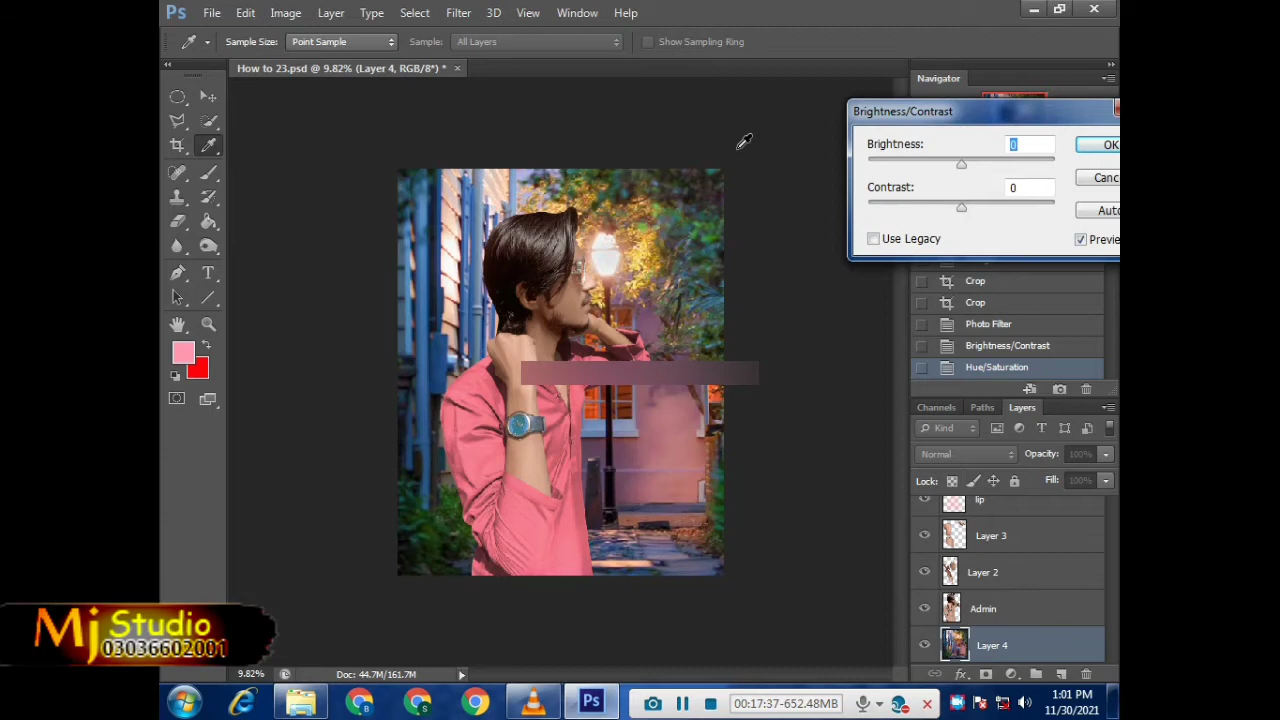 Ps File Edit Image Layer Type Select Filter 3D View Window Help
Sample Size: Point Sample Sample: All Layers Show Sampling Ring
How to 23.psd @ 9.82% (Layer 4, RGB/8*) * ×
Navigator
Brightness/Contrast
Brightness: 0 OK
Contrast: 0 Canc
Auto
Use Legacy Previe
Crop
Crop
Photo Filter
Brightness/Contrast
Hue/Saturation
Channels Paths Layers
Kind
Normal Opacity: 100%
Lock: Fill: 100%
lip
Layer 3
Layer 2
Admin
Layer 4
Mj Studio
03036602001
9.82% Doc: 44.7M/161.7M
00:17:37-652.48MB
1:01 PM
11/30/2021